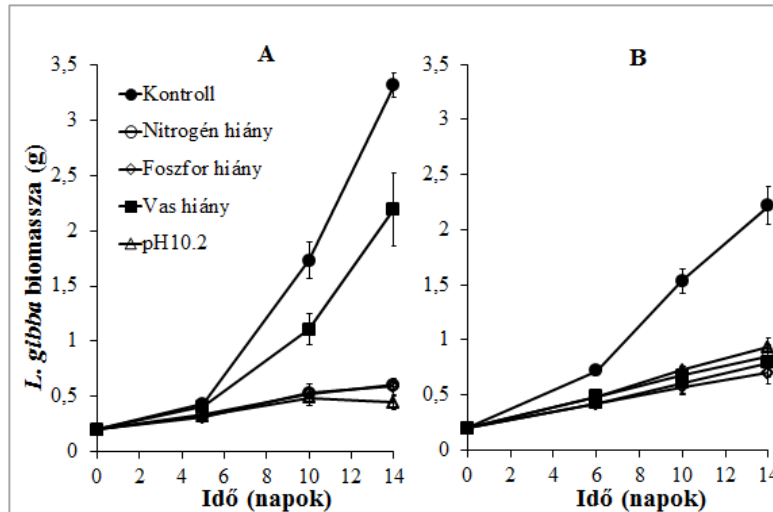 A
3,5
3
2,5
2
1,5
1
0,5
0
0 2 4 6 8 10 12 14
Idő (napok)
L. gibba biomassza (g)
Kontroll
Nitrogén hiány
Foszfor hiány
Vas hiány
pH10.2
B
3,5
3
2,5
2
1,5
1
0,5
0
0 2 4 6 8 10 12 14
Idő (napok)